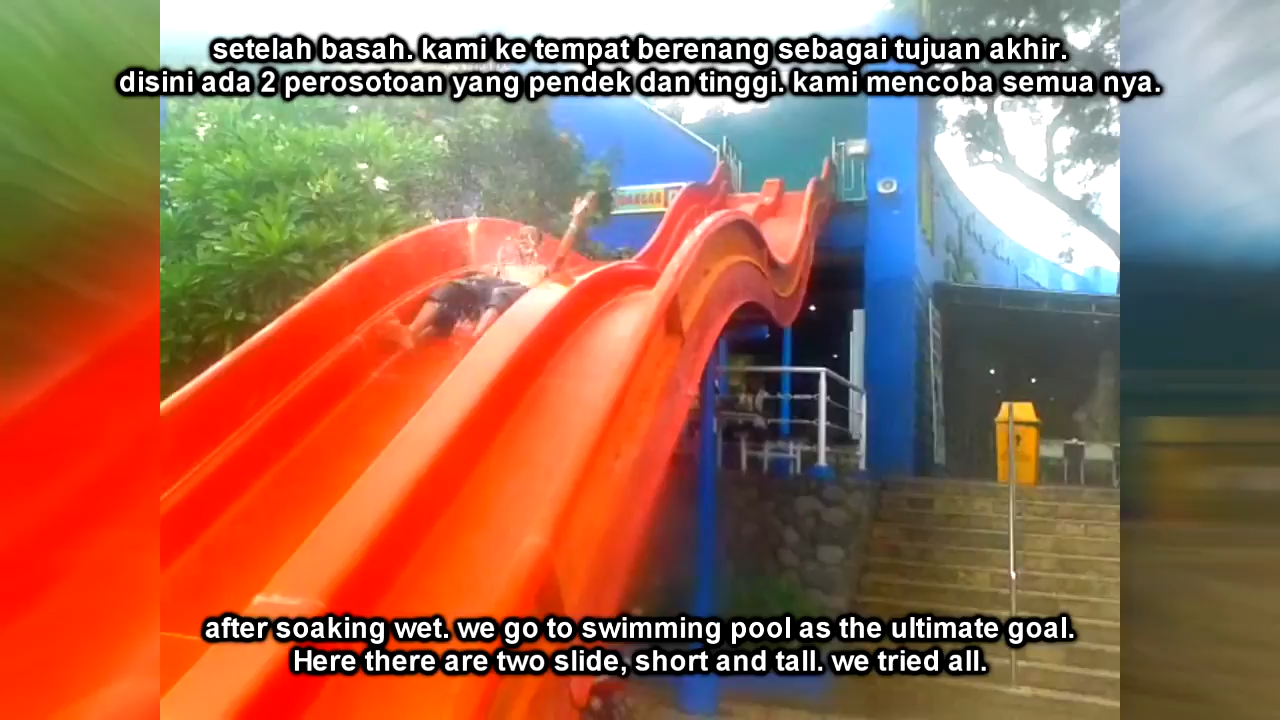 setelah basah. kami ke tempat berenang sebagai tujuan akhir.
disini ada 2 perosotoan yang pendek dan tinggi. kami mencoba semua nya.
after soaking wet. we go to swimming pool as the ultimate goal.
Here there are two slide, short and tall. we tried all.